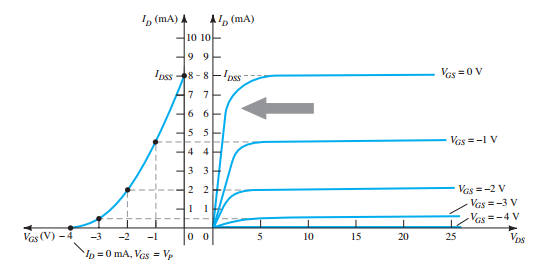 I_D (mA) I_D (mA)
10 10
9 9
I_DSS 8 8 I_DSS V_GS = 0 V
7 7
6 6
5 5
4 4 V_GS = –1 V
3 3
2 2 V_GS = –2 V
1 1 V_GS = –3 V
V_GS = – 4 V
V_GS (V) –4 –3 –2 –1 0 0 5 10 15 20 25 V_DS
I_D = 0 mA, V_GS = V_P